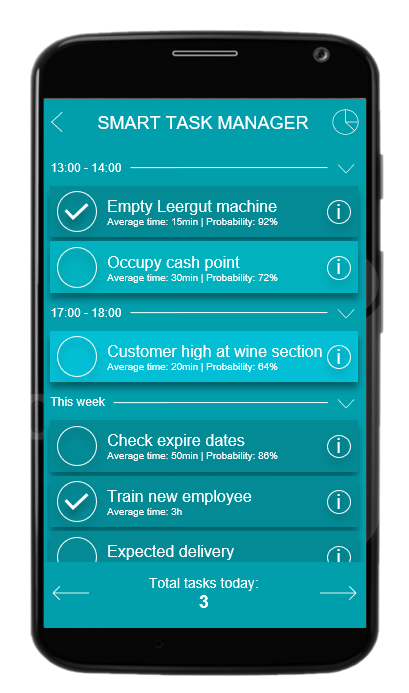 SMART TASK MANAGER
13:00 - 14:00
Empty Leergut machine
Average time: 15min | Probability: 92%
Occupy cash point
Average time: 30min | Probability: 72%
17:00 - 18:00
Customer high at wine section
Average time: 20min | Probability: 64%
This week
Check expire dates
Average time: 50min | Probability: 86%
Train new employee
Average time: 3h
Expected delivery
Total tasks today:
3